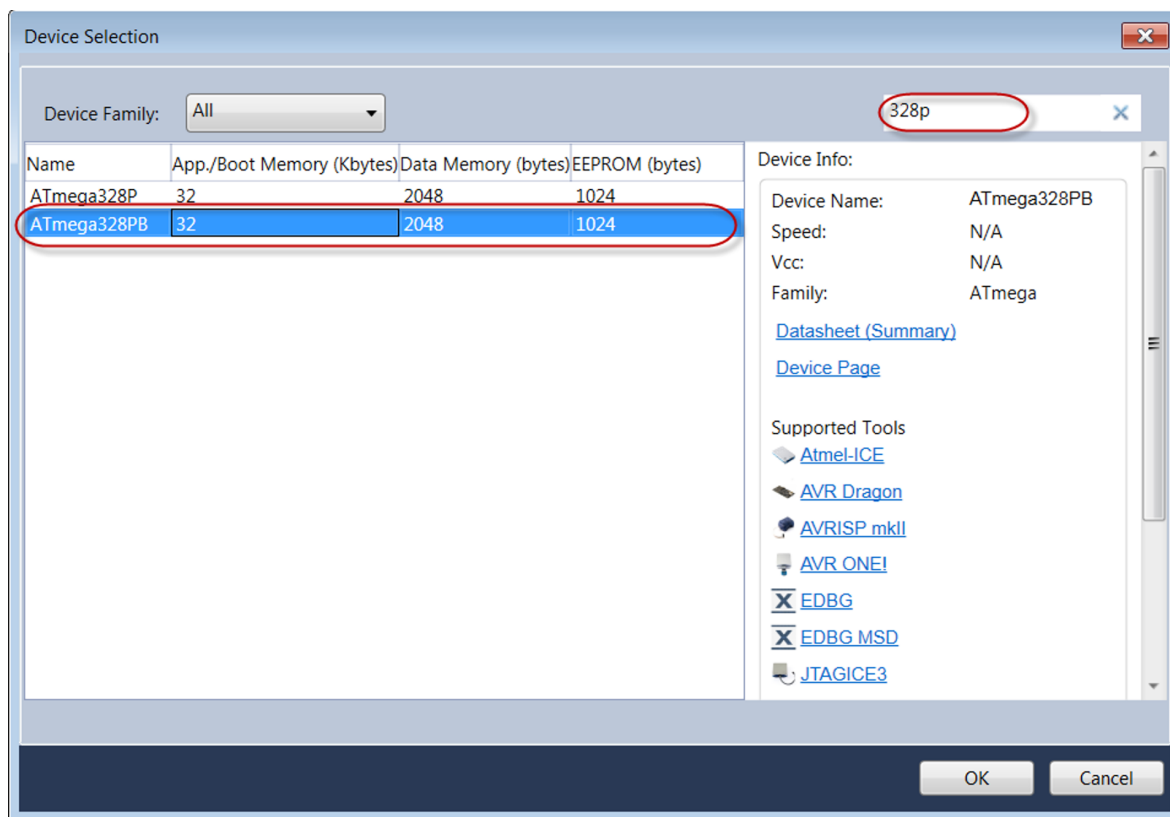 Device Selection
Device Family: All 328p
Name App./Boot Memory (Kbytes) Data Memory (bytes) EEPROM (bytes)
ATmega328P 32 2048 1024
ATmega328PB 32 2048 1024
Device Info:
Device Name: ATmega328PB
Speed: N/A
Vcc: N/A
Family: ATmega
Datasheet (Summary)
Device Page
Supported Tools
Atmel-ICE
AVR Dragon
AVRISP mkII
AVR ONE!
EDBG
EDBG MSD
JTAGICE3
OK Cancel